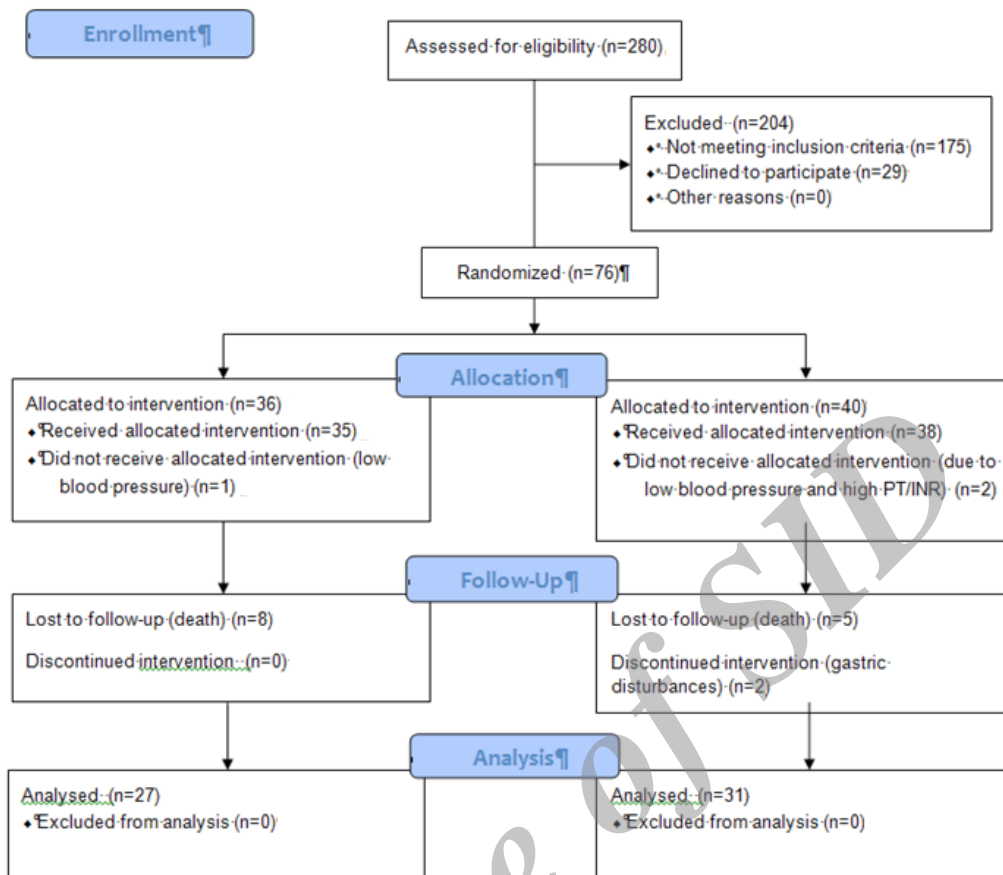 Enrollment¶
Assessed for eligibility (n=280)
Excluded (n=204)
◆ Not meeting inclusion criteria (n=175)
◆ Declined to participate (n=29)
◆ Other reasons (n=0)
Randomized (n=76)¶
Allocation¶
Allocated to intervention (n=36)
◆ Received allocated intervention (n=35)
◆ Did not receive allocated intervention (low
blood pressure) (n=1)
Allocated to intervention (n=40)
◆ Received allocated intervention (n=38)
◆ Did not receive allocated intervention (due to
low blood pressure and high PT/INR) (n=2)
Follow-Up¶
Lost to follow-up (death) (n=8)
Discontinued intervention (n=0)
Lost to follow-up (death) (n=5)
Discontinued intervention (gastric
disturbances) (n=2)
Analysis¶
Analysed (n=27)
◆ Excluded from analysis (n=0)
Analysed (n=31)
◆ Excluded from analysis (n=0)
e of SID